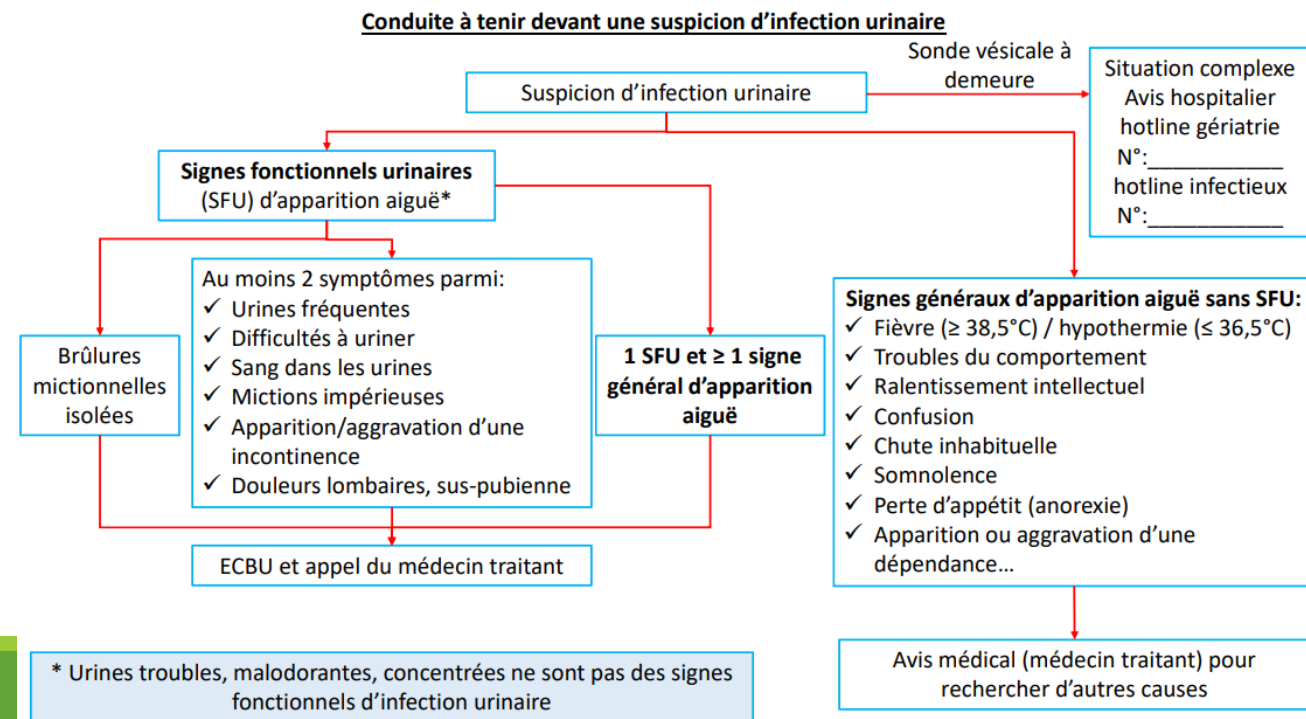 Conduite à tenir devant une suspicion d’infection urinaire
Suspicion d’infection urinaire
Sonde vésicale à
demeure
Situation complexe
Avis hospitalier
hotline gériatrie
N°:___________
hotline infectieux
N°:___________
Signes fonctionnels urinaires
(SFU) d’apparition aiguë*
Brûlures
mictionnelles
isolées
Au moins 2 symptômes parmi:
✓ Urines fréquentes
✓ Difficultés à uriner
✓ Sang dans les urines
✓ Mictions impérieuses
✓ Apparition/aggravation d’une
incontinence
✓ Douleurs lombaires, sus-pubienne
1 SFU et ≥ 1 signe
général d’apparition
aiguë
ECBU et appel du médecin traitant
Signes généraux d’apparition aiguë sans SFU:
✓ Fièvre (≥ 38,5°C) / hypothermie (≤ 36,5°C)
✓ Troubles du comportement
✓ Ralentissement intellectuel
✓ Confusion
✓ Chute inhabituelle
✓ Somnolence
✓ Perte d’appétit (anorexie)
✓ Apparition ou aggravation d’une
dépendance…
Avis médical (médecin traitant) pour
rechercher d’autres causes
* Urines troubles, malodorantes, concentrées ne sont pas des signes
fonctionnels d’infection urinaire